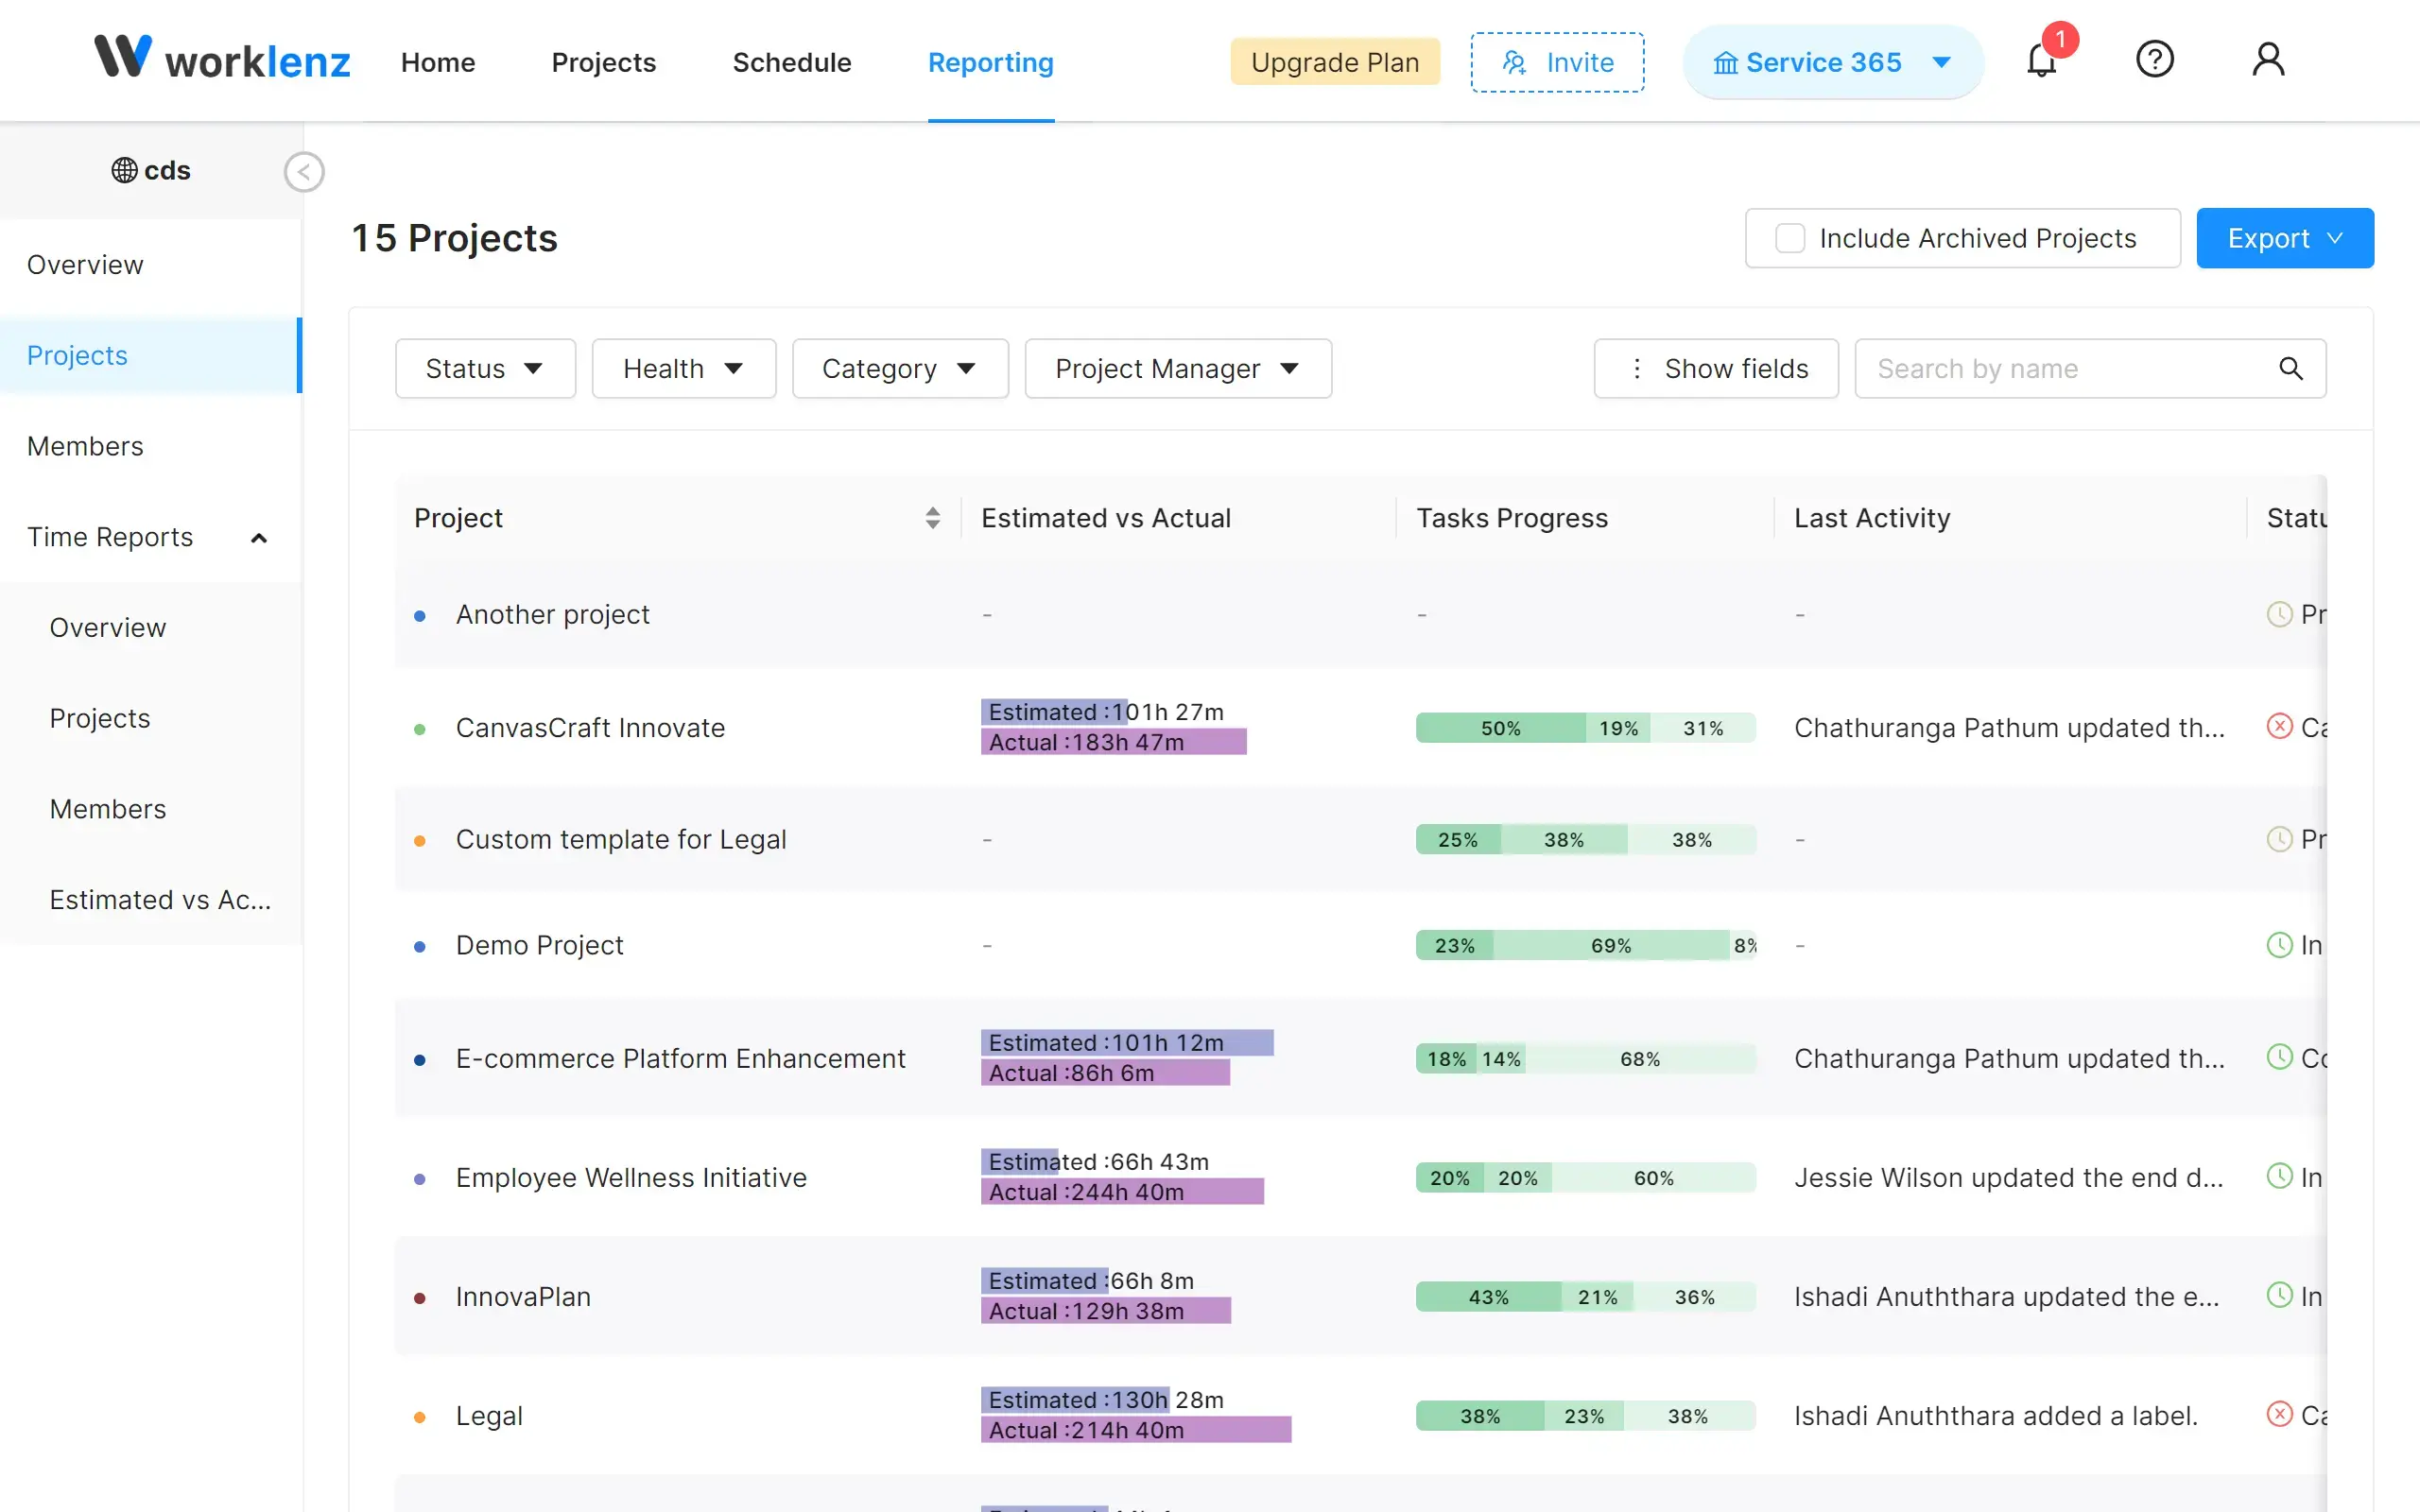 worklenz
Home
Projects
Schedule
Reporting
Upgrade Plan
Invite
Service 365
1
cds
Overview
Projects
Members
Time Reports
Overview
Projects
Members
Estimated vs Ac...
15 Projects
Include Archived Projects
Export
Status
Health
Category
Project Manager
Show fields
Search by name
Project
Estimated vs Actual
Tasks Progress
Last Activity
Statu
Another project
-
-
-
Pr
CanvasCraft Innovate
Estimated :101h 27m
Actual :183h 47m
50% 19% 31%
Chathuranga Pathum updated th...
Ca
Custom template for Legal
-
25% 38% 38%
-
Pr
Demo Project
-
23% 69% 8%
-
In
E-commerce Platform Enhancement
Estimated :101h 12m
Actual :86h 6m
18% 14% 68%
Chathuranga Pathum updated th...
Co
Employee Wellness Initiative
Estimated :66h 43m
Actual :244h 40m
20% 20% 60%
Jessie Wilson updated the end d...
In
InnovaPlan
Estimated :66h 8m
Actual :129h 38m
43% 21% 36%
Ishadi Anuththara updated the e...
In
Legal
Estimated :130h 28m
Actual :214h 40m
38% 23% 38%
Ishadi Anuththara added a label.
Ca